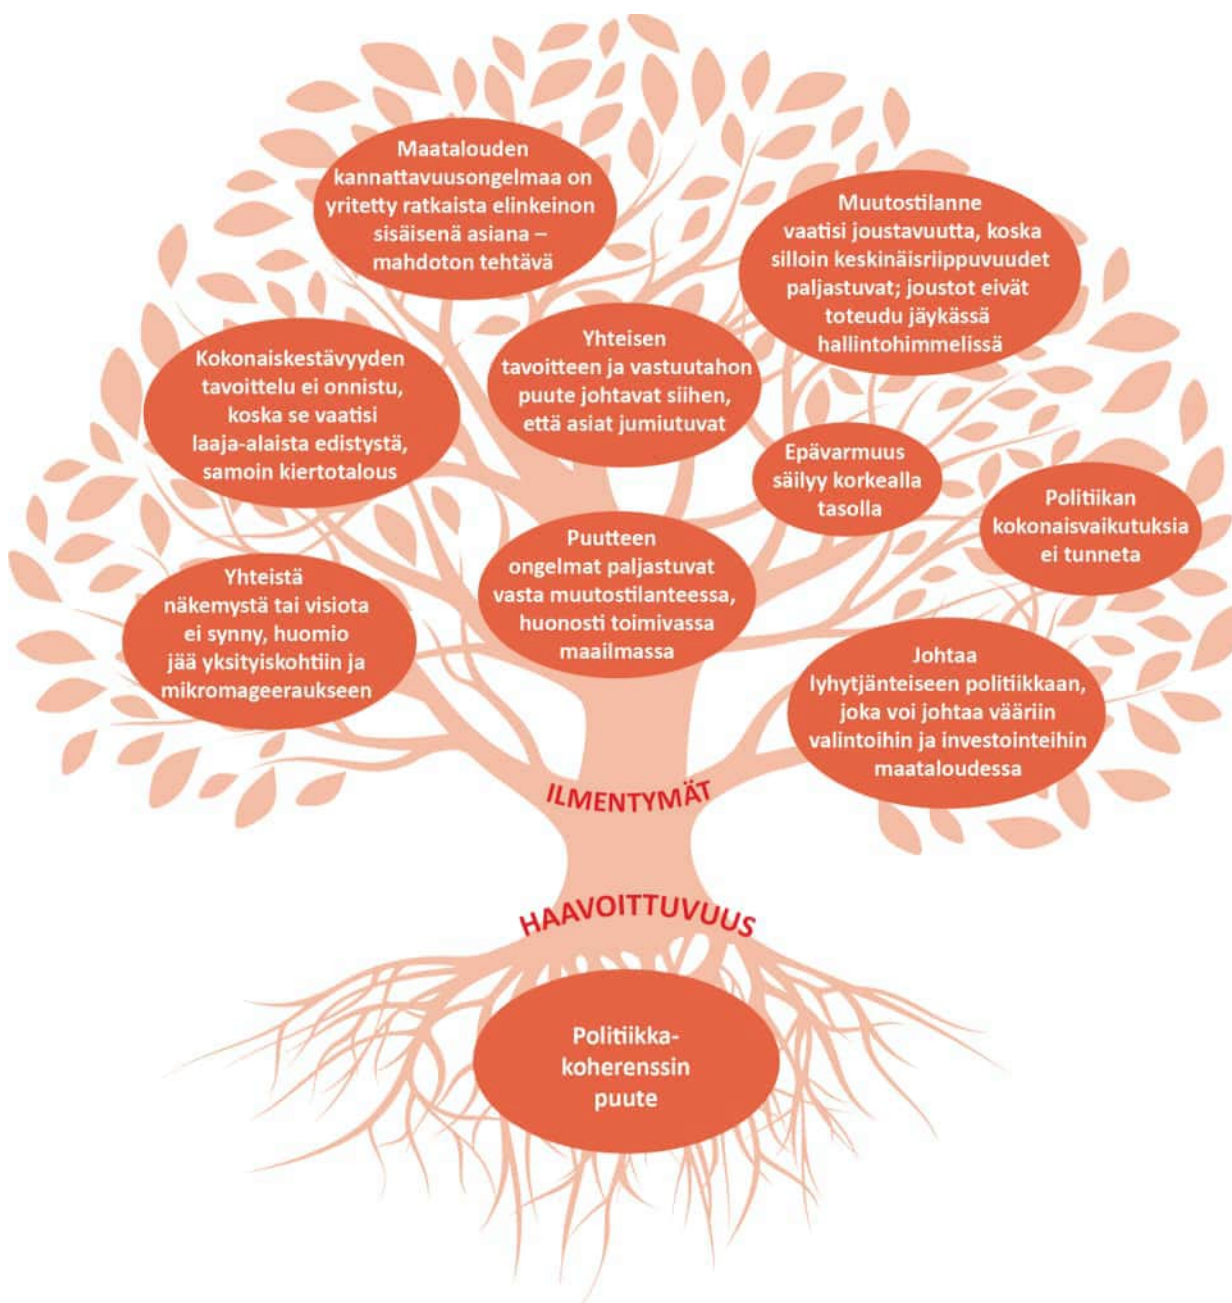 Maatalouden
kannattavuusongelmaa on
yritetty ratkaista elinkeinon
sisäisenä asiana –
mahdoton tehtävä
Muutostilanne
vaatisi joustavuutta, koska
silloin keskinäisriippuvuudet
paljastuvat; joustot eivät
toteudu jäykässä
hallintohimmelissä
Kokonaiskestävyyden
tavoittelu ei onnistu,
koska se vaatisi
laaja-alaista edistystä,
samoin kiertotalous
Yhteisen
tavoitteen ja vastuutahon
puute johtavat siihen,
että asiat jumiutuvat
Epävarmuus
säilyy korkealla
tasolla
Politiikan
kokonaisvaikutuksia
ei tunneta
Yhteistä
näkemystä tai visiota
ei synny, huomio
jää yksityiskohtiin ja
mikromageeraukseen
Puutteen
ongelmat paljastuvat
vasta muutostilanteessa,
huonosti toimivassa
maailmassa
Johtaa
lyhytjänteiseen politiikkaan,
joka voi johtaa vääriin
valintoihin ja investointeihin
maataloudessa
ILMENTYMÄT
HAAVOITTUVUUS
Politiikka-
koherenssin
puute